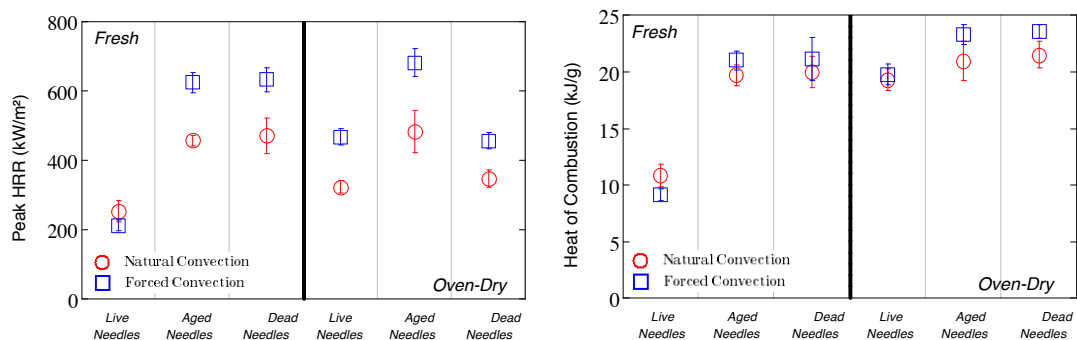 Peak HRR (kW/m²)
800
600
400
200
0
Fresh
Natural Convection
Forced Convection
Oven-Dry
Live
Needles
Aged
Needles
Dead
Needles
Live
Needles
Aged
Needles
Dead
Needles
Heat of Combustion (kJ/g)
25
20
15
10
5
0
Fresh
Natural Convection
Forced Convection
Oven-Dry
Live
Needles
Aged
Needles
Dead
Needles
Live
Needles
Aged
Needles
Dead
Needles